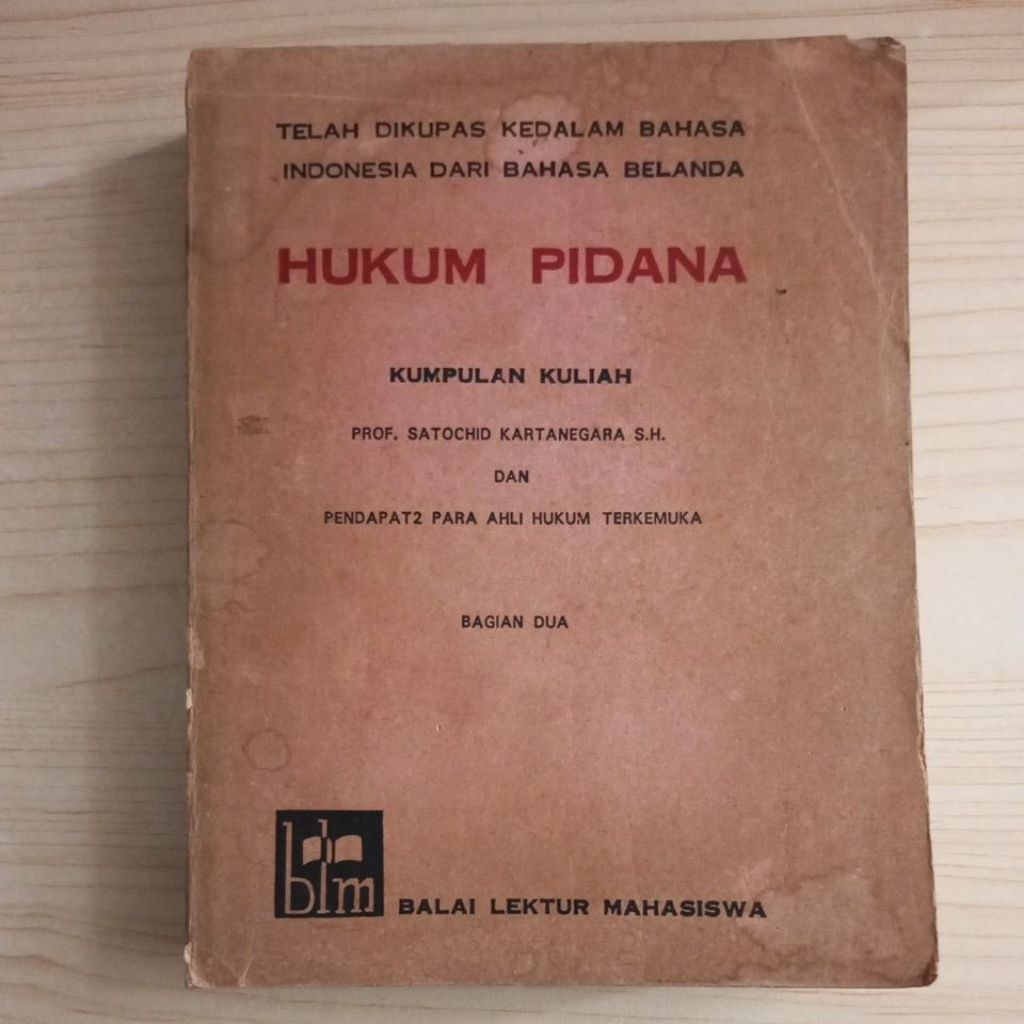 TELAH DIKUPAS KEDALAM BAHASA
INDONESIA DARI BAHASA BELANDA
HUKUM PIDANA
KUMPULAN KULIAH
PROF. SATOCHID KARTANEGARA S.H.
DAN
PENDAPAT2 PARA AHLI HUKUM TERKEMUKA
BAGIAN DUA
blm
BALAI LEKTUR MAHASISWA